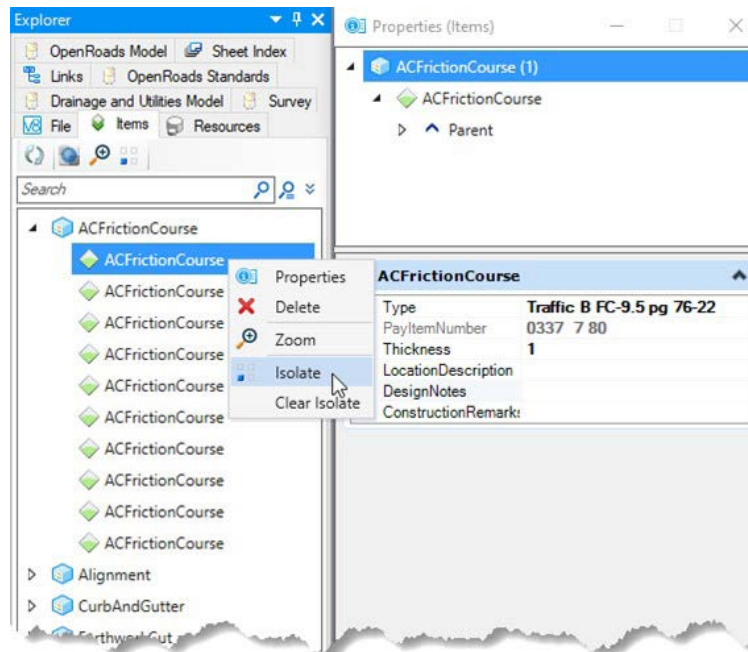 Explorer
OpenRoads Model Sheet Index
Links OpenRoads Standards
Drainage and Utilities Model Survey
File Items Resources
Search
ACFrictionCourse
ACFrictionCourse
ACFrictionCourse
ACFrictionCourse
ACFrictionCourse
ACFrictionCourse
ACFrictionCourse
ACFrictionCourse
ACFrictionCourse
ACFrictionCourse
ACFrictionCourse
Alignment
CurbAndGutter
EarthworkCut
Properties
Delete
Zoom
Isolate
Clear Isolate
Properties (Items)
ACFrictionCourse (1)
ACFrictionCourse
Parent
ACFrictionCourse
Type Traffic B FC-9.5 pg 76-22
PayItemNumber 0337 7 80
Thickness 1
LocationDescription
DesignNotes
ConstructionRemark